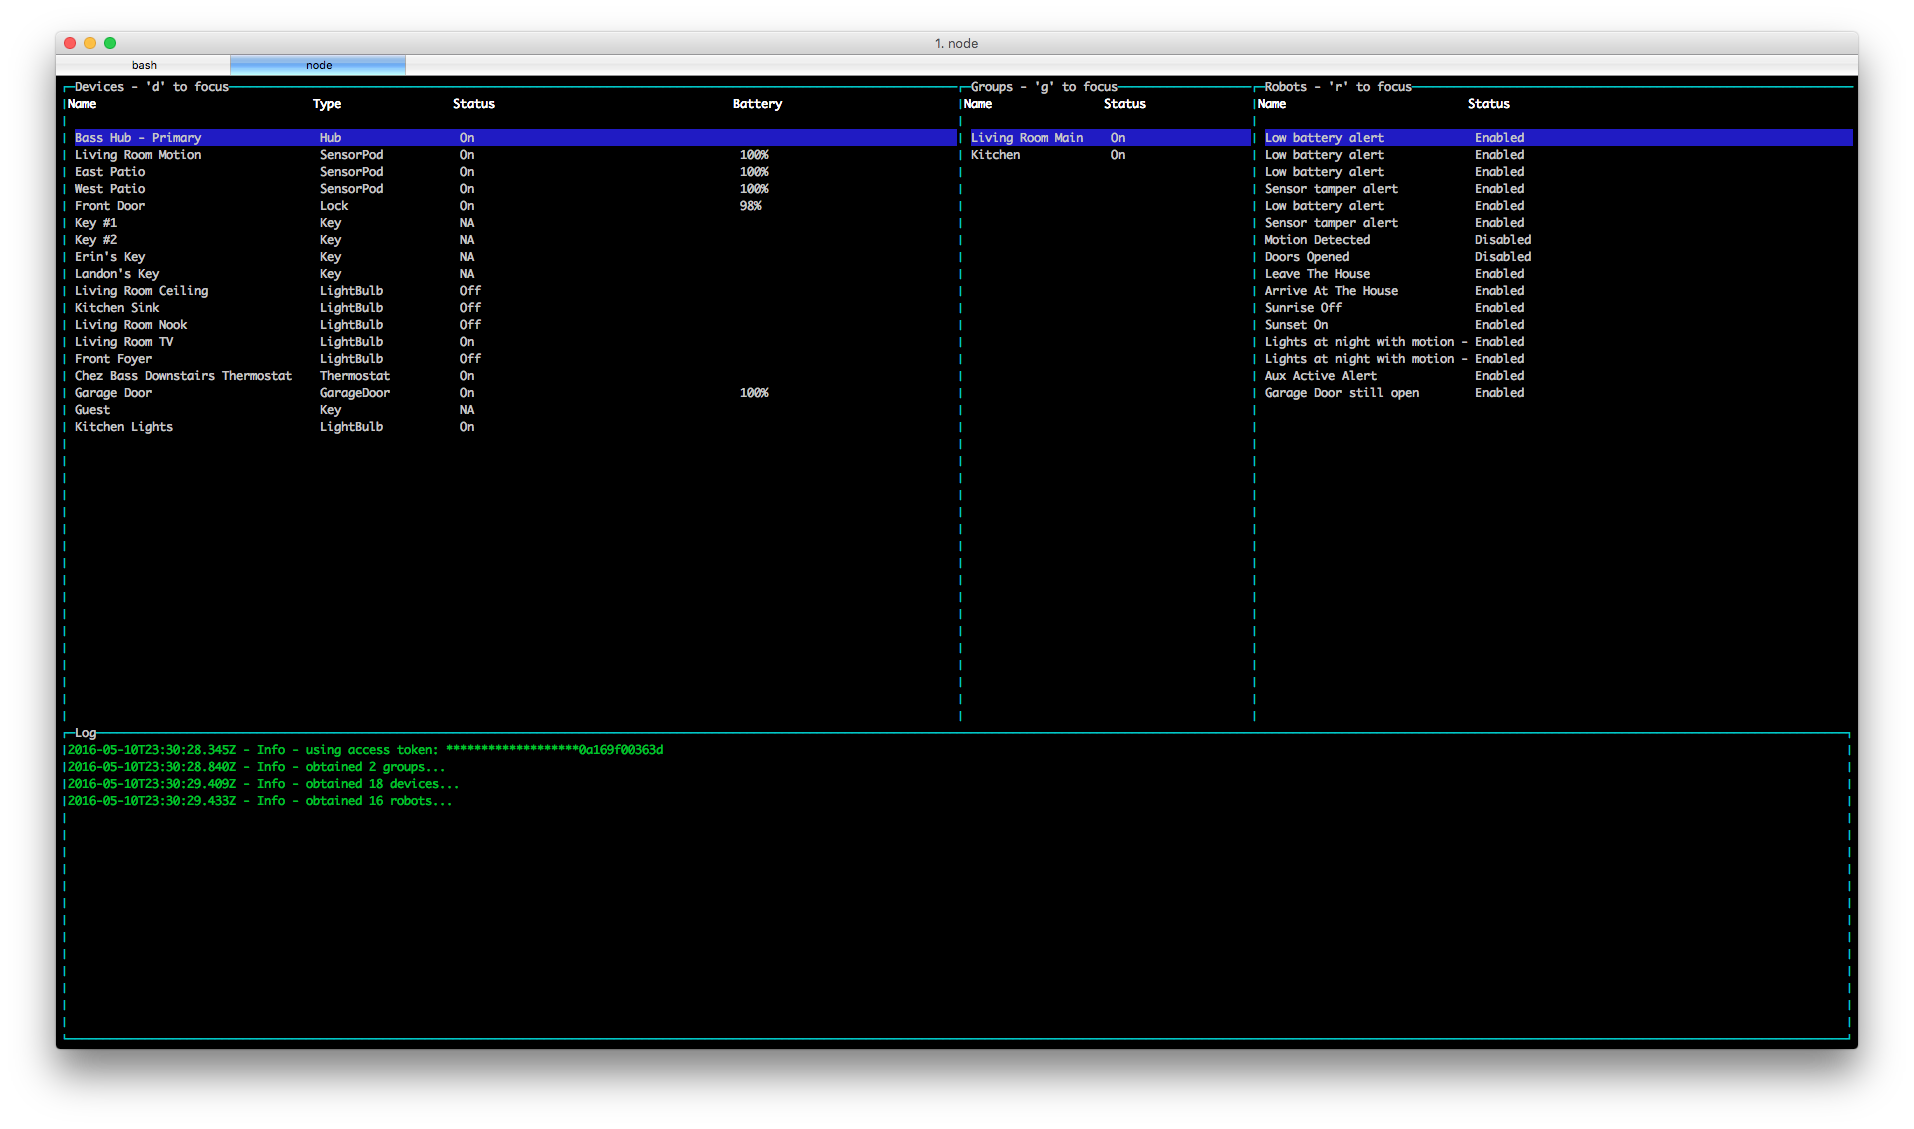 1. node
bash node
Devices - 'd' to focus
Name Type Status Battery
Bass Hub - Primary Hub On
Living Room Motion SensorPod On 100%
East Patio SensorPod On 100%
West Patio SensorPod On 100%
Front Door Lock On 98%
Key #1 Key NA
Key #2 Key NA
Erin's Key Key NA
Landon's Key Key NA
Living Room Ceiling LightBulb Off
Kitchen Sink LightBulb Off
Living Room Nook LightBulb Off
Living Room TV LightBulb On
Front Foyer LightBulb Off
Chez Bass Downstairs Thermostat Thermostat On
Garage Door GarageDoor On 100%
Guest Key NA
Kitchen Lights LightBulb On
Groups - 'g' to focus
Name Status
Living Room Main On
Kitchen On
Robots - 'r' to focus
Name Status
Low battery alert Enabled
Low battery alert Enabled
Low battery alert Enabled
Sensor tamper alert Enabled
Low battery alert Enabled
Sensor tamper alert Enabled
Motion Detected Disabled
Doors Opened Disabled
Leave The House Enabled
Arrive At The House Enabled
Sunrise Off Enabled
Sunset On Enabled
Lights at night with motion - Enabled
Lights at night with motion - Enabled
Aux Active Alert Enabled
Garage Door still open Enabled
Log
2016-05-10T23:30:28.345Z - Info - using access token: *******************0a169f00363d
2016-05-10T23:30:28.840Z - Info - obtained 2 groups...
2016-05-10T23:30:29.409Z - Info - obtained 18 devices...
2016-05-10T23:30:29.433Z - Info - obtained 16 robots...